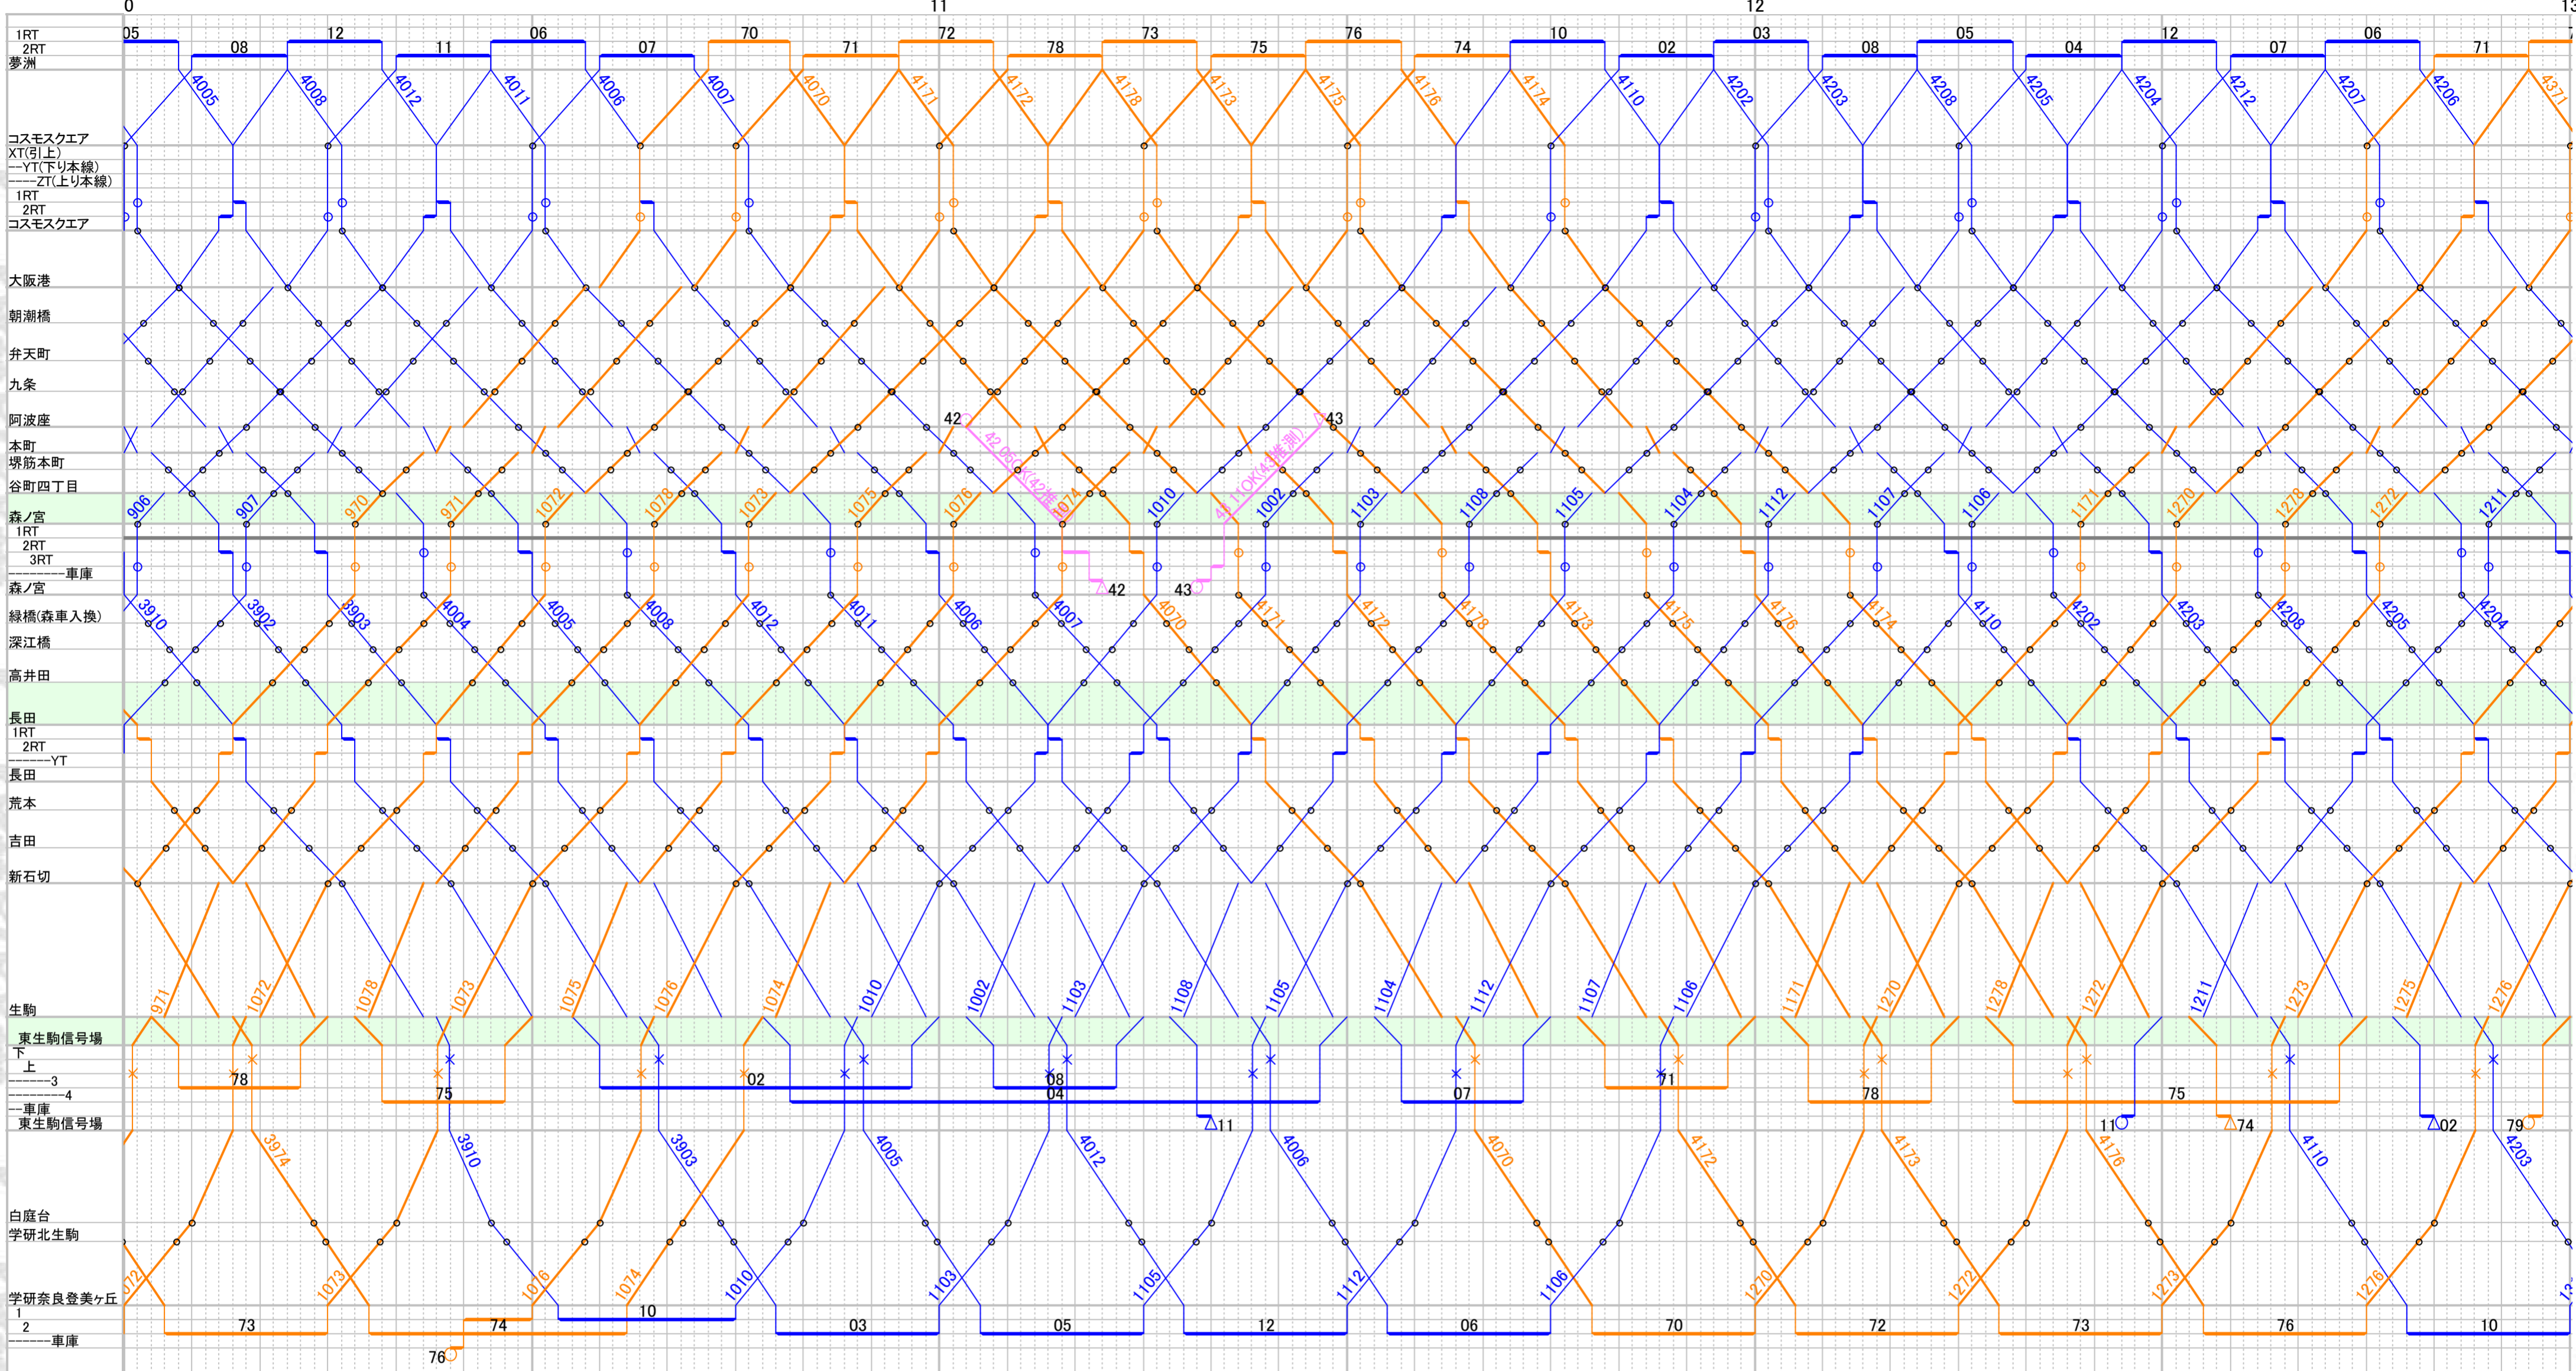 0 11 12 13
1RT 05 12 06 70 72 73 76 10 03 05 12 06
2RT 08 11 07 71 78 75 74 02 08 04 07 71
夢洲
4005 4008 4012 4011 4006 4007 4070 4171 4172 4178 4173 4175 4176 4174 4110 4202 4203 4208 4205 4204 4212 4207 4206 4371
コスモスクエア
XT(引上)
--YT(下り本線)
----ZT(上り本線)
1RT
2RT
コスモスクエア
大阪港
朝潮橋
弁天町
九条
阿波座 42 43
本町
堺筋本町
谷町四丁目
906 907 970 971 1072 1078 1073 1075 1076 1074 1010 1002 1103 1108 1105 1104 1112 1107 1106 1171 1270 1278 1272 1211
森ノ宮
1RT
2RT
3RT
--------車庫
森ノ宮 42 43
緑橋(森車入換)
3910 3902 3903 4004 4005 4008 4012 4011 4006 4007 4070 4171 4172 4178 4173 4175 4176 4174 4110 4202 4203 4208 4205 4204
深江橋
高井田
長田
1RT
2RT
------YT
長田
荒本
吉田
新石切
971 1072 1078 1073 1075 1076 1074 1010 1002 1103 1108 1105 1104 1112 1107 1106 1171 1270 1278 1272 1211 1273 1275 1276
生駒
東生駒信号場
下
上
------3 78 02 08 71
--------4 75 04 07 78 75
--車庫
東生駒信号場 11 11 74 02 79
3974 3910 3903 4005 4012 4006 4070 4172 4173 4176 4110 4203
白庭台
学研北生駒
1073 1076 1074 1010 1103 1105 1112 1106 1270 1272 1273 1276
学研奈良登美ヶ丘
1 10
2 73 74 03 05 12 06 70 72 73 76 10
------車庫 76